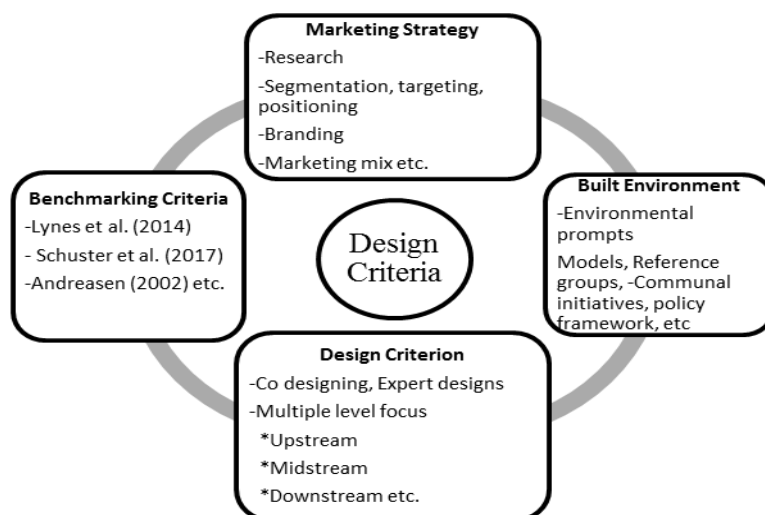 Marketing Strategy
-Research
-Segmentation, targeting,
positioning
-Branding
-Marketing mix etc.
Benchmarking Criteria
-Lynes et al. (2014)
- Schuster et al. (2017)
-Andreasen (2002) etc.
Design
Criteria
Built Environment
-Environmental
prompts
Models, Reference
groups, -Communal
initiatives, policy
framework, etc
Design Criterion
-Co designing, Expert designs
-Multiple level focus
*Upstream
*Midstream
*Downstream etc.